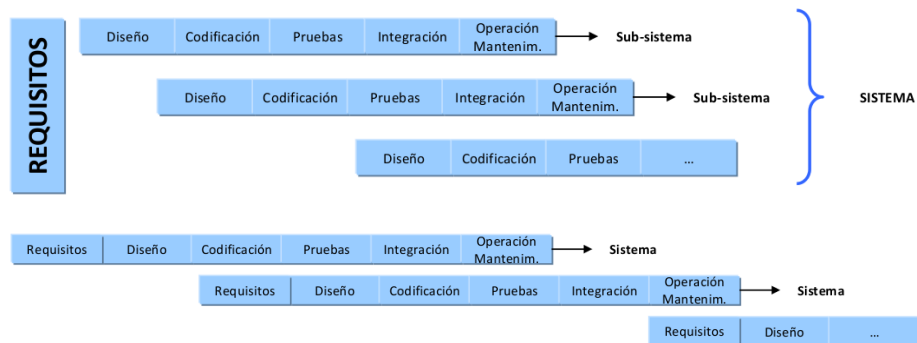 REQUISITOS
Diseño Codificación Pruebas Integración Operación Mantenim. Sub-sistema
Diseño Codificación Pruebas Integración Operación Mantenim. Sub-sistema
SISTEMA
Diseño Codificación Pruebas ...
Requisitos Diseño Codificación Pruebas Integración Operación Mantenim. Sistema
Requisitos Diseño Codificación Pruebas Integración Operación Mantenim. Sistema
Requisitos Diseño ...